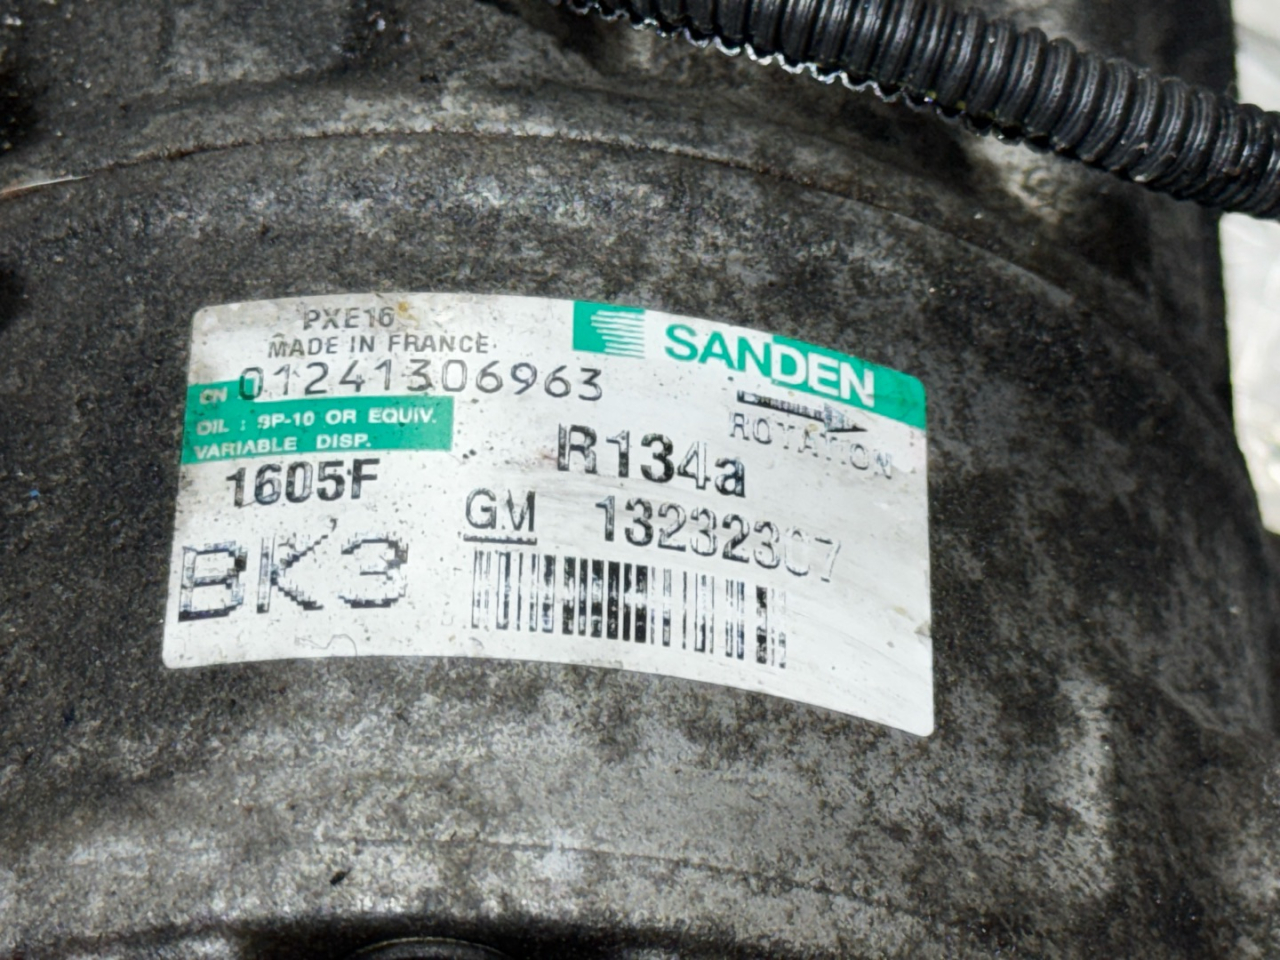 PXE16
MADE IN FRANCE
SANDEN
CN 01241306963
OIL : SP-10 OR EQUIV.
VARIABLE DISP.
ROTATION
R134a
1605F
GM 13232307
BK3